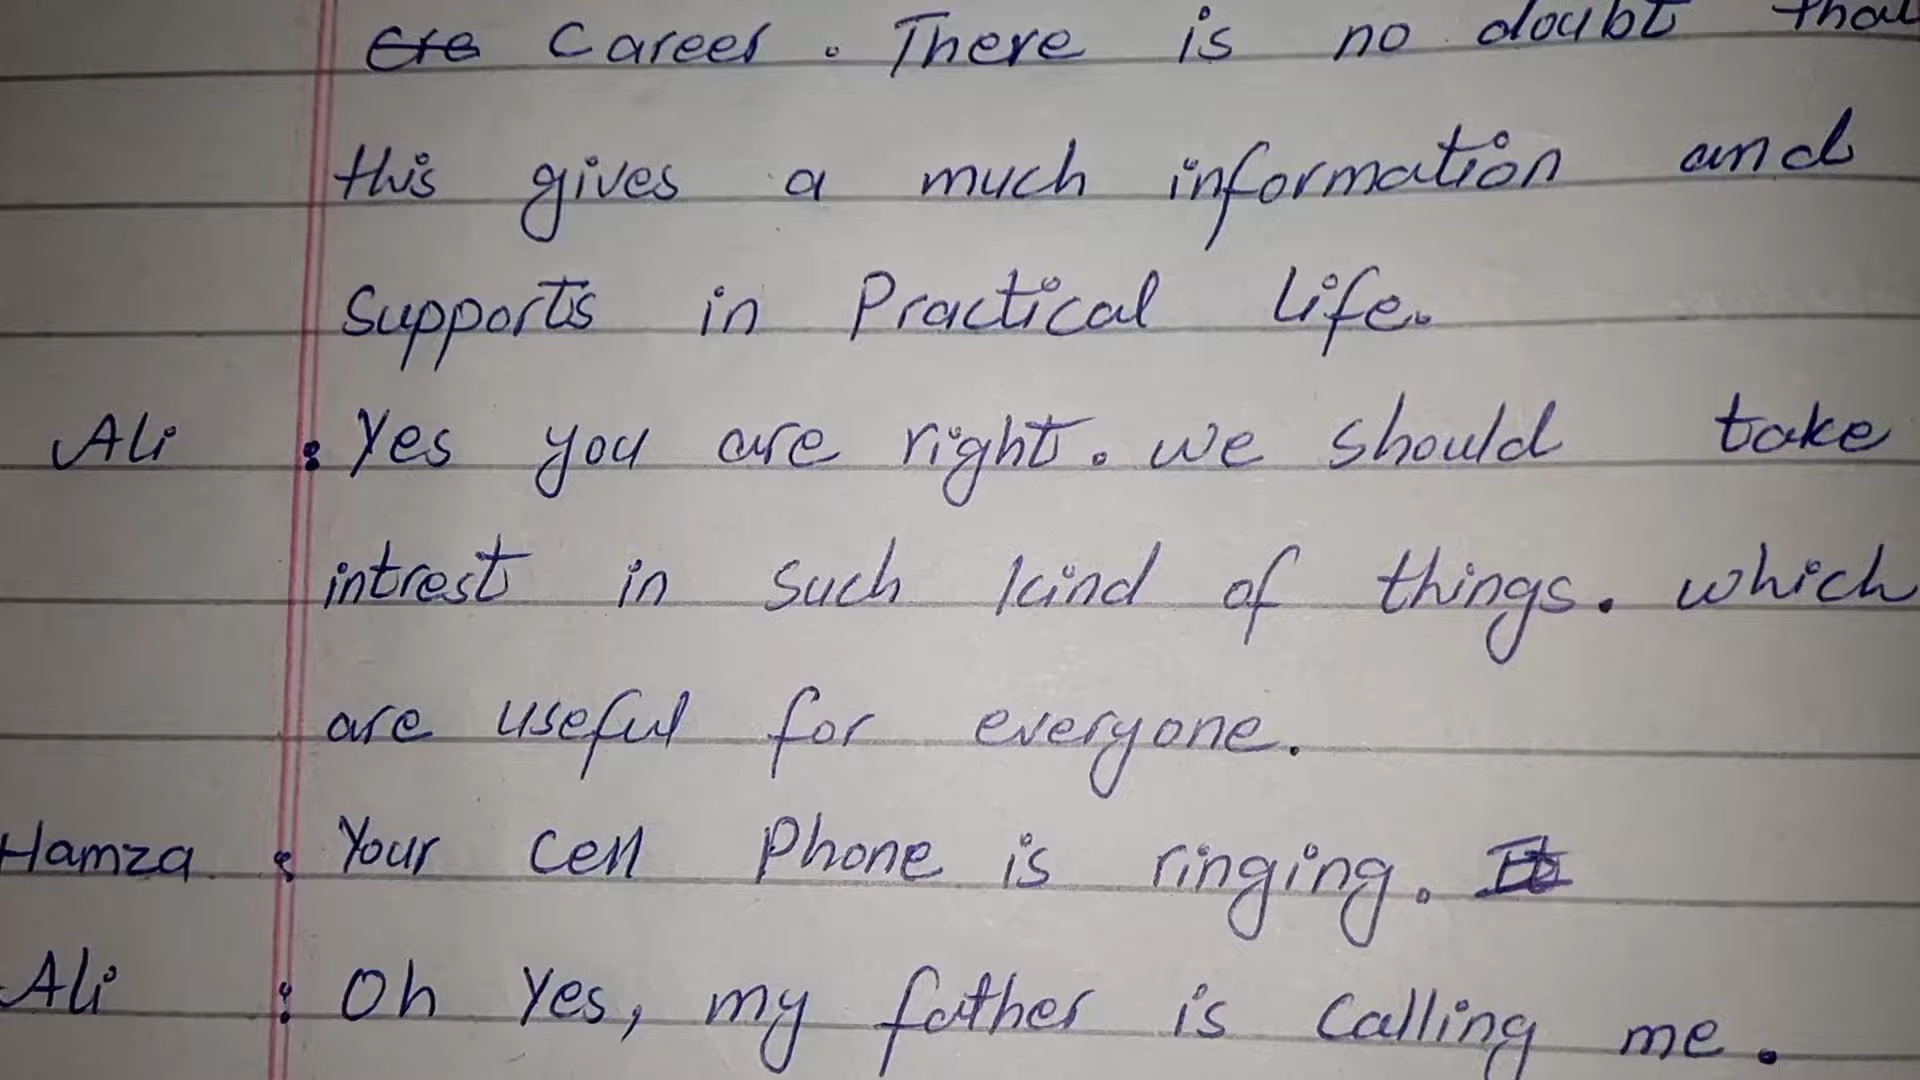 Career. There is no doubt that
this gives a much information and
supports in Practical life.
Ali : Yes you are right. we should take
intrest in such kind of things. which
are useful for everyone.
Hamza : Your cell Phone is ringing.
Ali : Oh Yes, my father is Calling me.